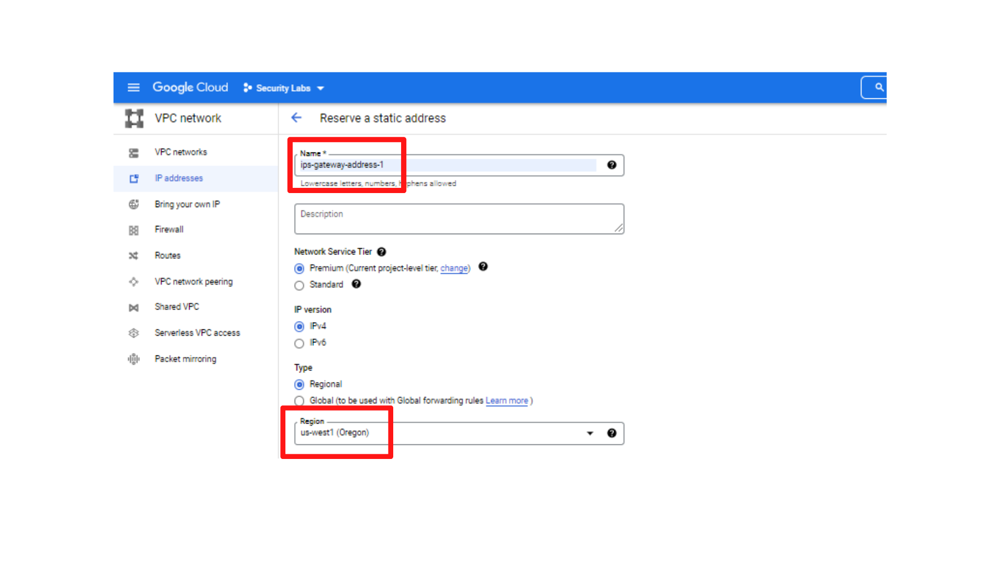 Google Cloud
Security Labs
VPC network
Reserve a static address
VPC networks
IP addresses
Bring your own IP
Firewall
Routes
VPC network peering
Shared VPC
Serverless VPC access
Packet mirroring
Name *
ips-gateway-address-1
Lowercase letters, numbers, hyphens allowed
Description
Network Service Tier
Premium (Current project-level tier, change)
Standard
IP version
IPv4
IPv6
Type
Regional
Global (to be used with Global forwarding rules Learn more )
Region
us-west1 (Oregon)